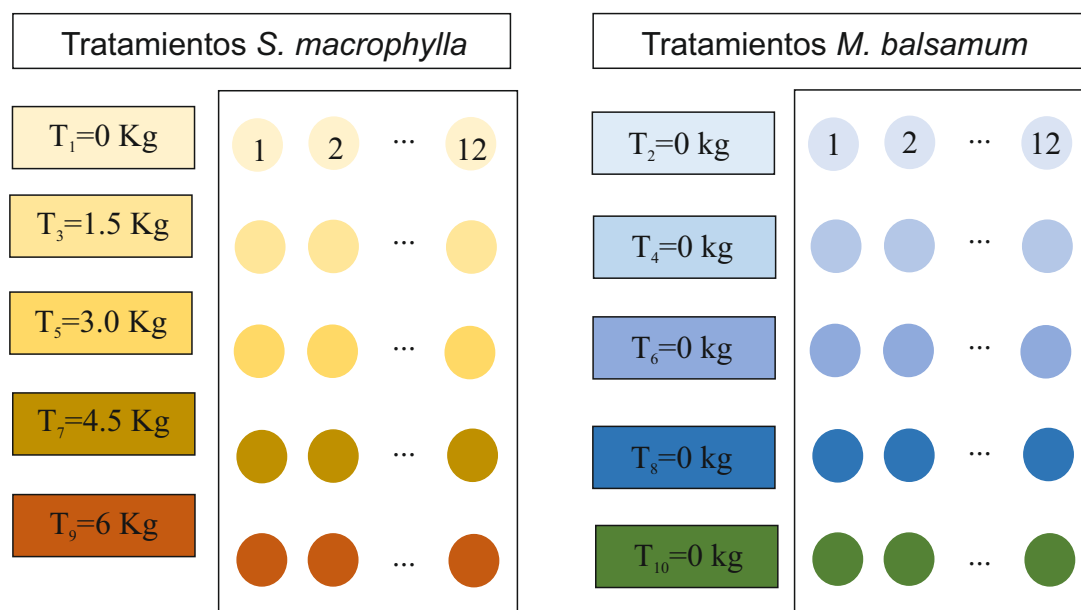 Tratamientos S. macrophylla
T₁=0 Kg
1 2 ... 12
T₃=1.5 Kg
...
T₅=3.0 Kg
...
T₇=4.5 Kg
...
T₉=6 Kg
...
Tratamientos M. balsamum
T₂=0 kg
1 2 ... 12
T₄=0 kg
...
T₆=0 kg
...
T₈=0 kg
...
T₁₀=0 kg
...